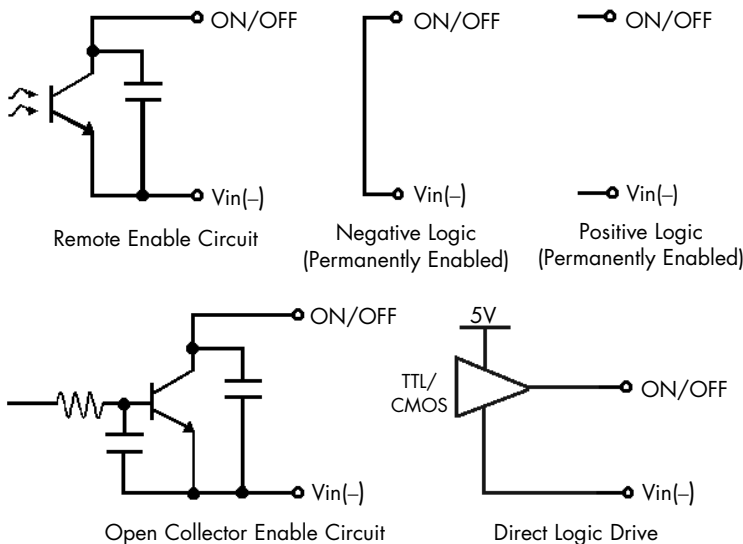 ON/OFF
Vin(–)
Remote Enable Circuit
ON/OFF
Vin(–)
Negative Logic
(Permanently Enabled)
ON/OFF
Vin(–)
Positive Logic
(Permanently Enabled)
ON/OFF
Vin(–)
Open Collector Enable Circuit
5V
TTL/
CMOS
ON/OFF
Vin(–)
Direct Logic Drive